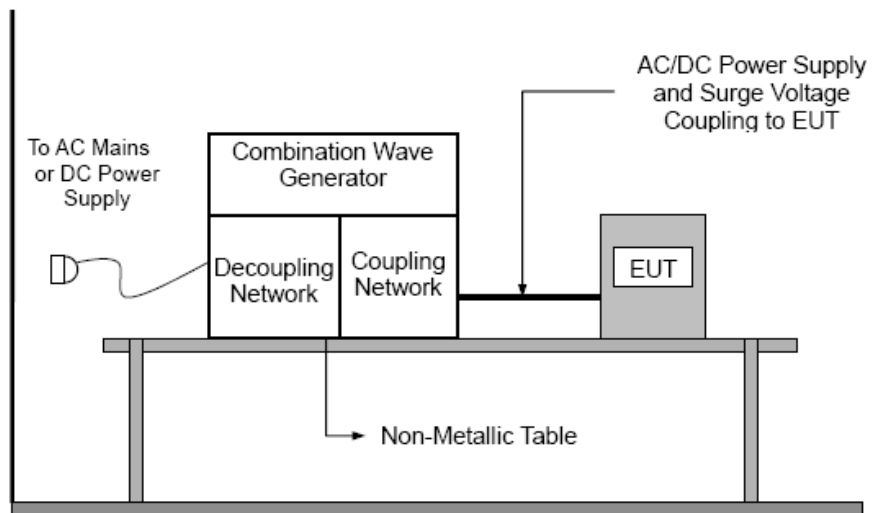 AC/DC Power Supply
and Surge Voltage
Coupling to EUT
To AC Mains
or DC Power
Supply
Combination Wave
Generator
Decoupling
Network
Coupling
Network
EUT
Non-Metallic Table